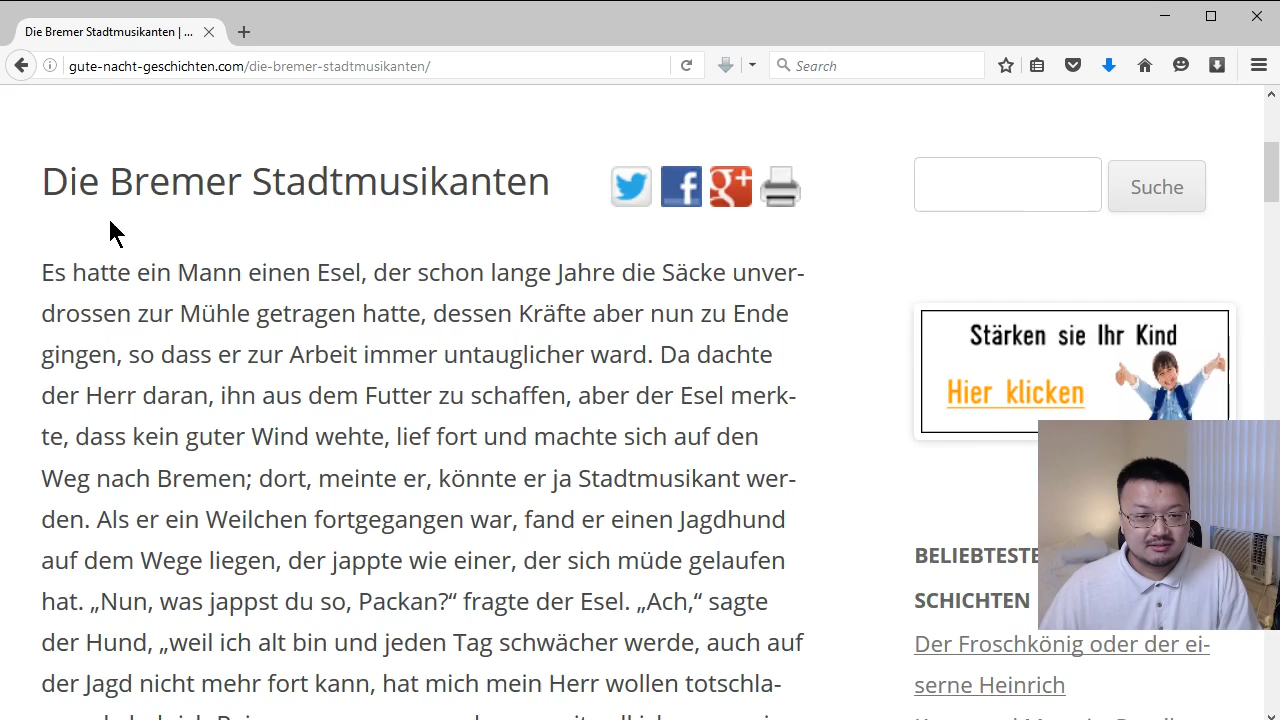 Die Bremer Stadtmusikanten | ...
gute-nacht-geschichten.com/die-bremer-stadtmusikanten/
Search
Die Bremer Stadtmusikanten
Suche
Es hatte ein Mann einen Esel, der schon lange Jahre die Säcke unver-
drossen zur Mühle getragen hatte, dessen Kräfte aber nun zu Ende
gingen, so dass er zur Arbeit immer untauglicher ward. Da dachte
der Herr daran, ihn aus dem Futter zu schaffen, aber der Esel merk-
te, dass kein guter Wind wehte, lief fort und machte sich auf den
Weg nach Bremen; dort, meinte er, könnte er ja Stadtmusikant wer-
den. Als er ein Weilchen fortgegangen war, fand er einen Jagdhund
auf dem Wege liegen, der jappte wie einer, der sich müde gelaufen
hat. „Nun, was jappst du so, Packan?“ fragte der Esel. „Ach,“ sagte
der Hund, „weil ich alt bin und jeden Tag schwächer werde, auch auf
der Jagd nicht mehr fort kann, hat mich mein Herr wollen totschla-
Stärken sie Ihr Kind
Hier klicken
BELIEBTESTE
SCHICHTEN
Der Froschkönig oder der ei-
serne Heinrich